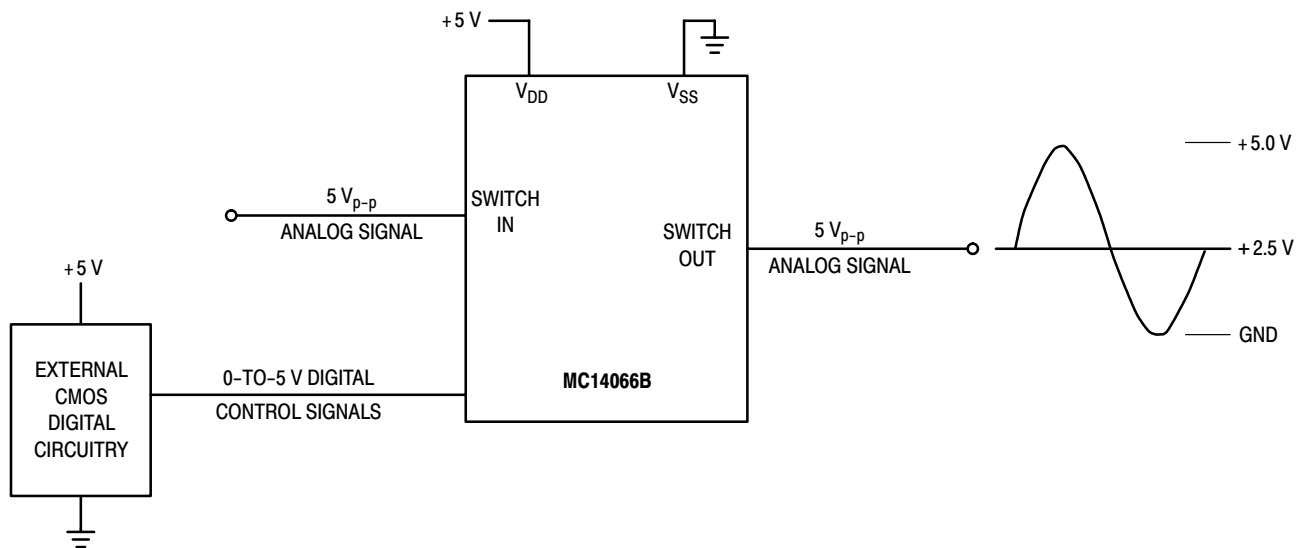 +5 V
VDD
VSS
5 Vp–p
ANALOG SIGNAL
SWITCH
IN
SWITCH
OUT
5 Vp–p
ANALOG SIGNAL
+5.0 V
+2.5 V
GND
+5 V
EXTERNAL
CMOS
DIGITAL
CIRCUITRY
0–TO–5 V DIGITAL
CONTROL SIGNALS
MC14066B